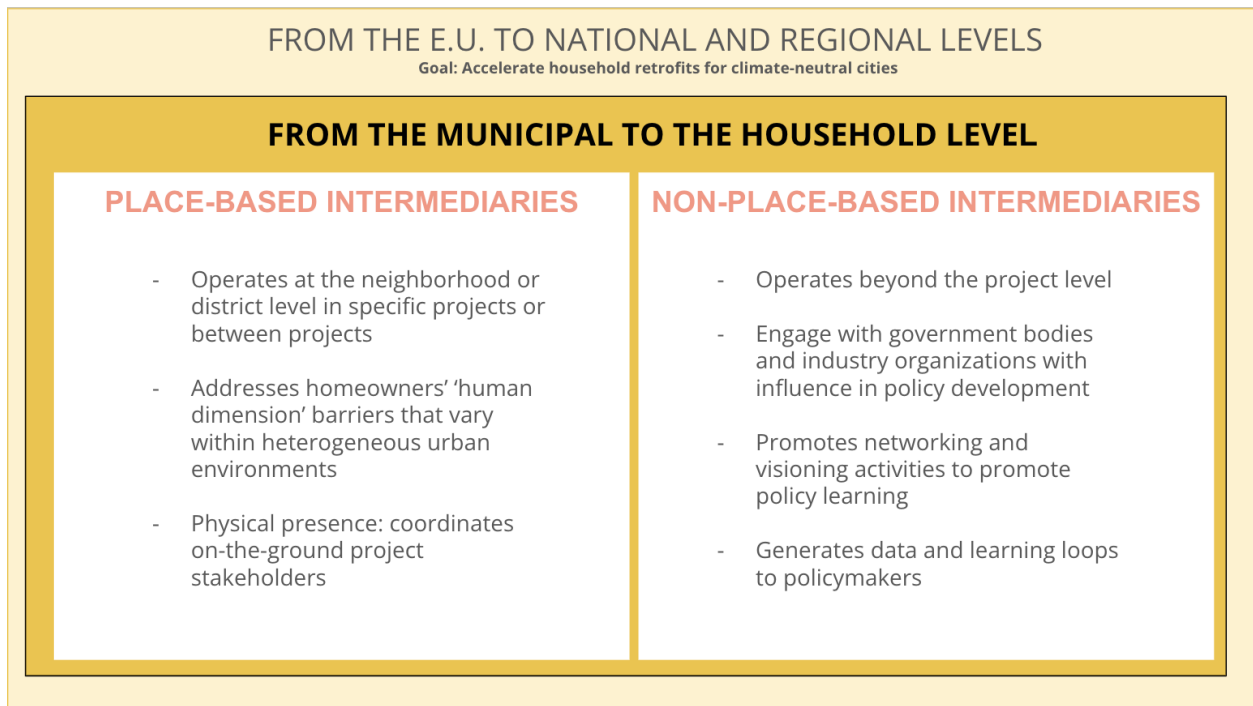 FROM THE E.U. TO NATIONAL AND REGIONAL LEVELS
Goal: Accelerate household retrofits for climate-neutral cities
FROM THE MUNICIPAL TO THE HOUSEHOLD LEVEL
PLACE-BASED INTERMEDIARIES
- Operates at the neighborhood or
district level in specific projects or
between projects
- Addresses homeowners’ ‘human
dimension’ barriers that vary
within heterogeneous urban
environments
- Physical presence: coordinates
on-the-ground project
stakeholders
NON-PLACE-BASED INTERMEDIARIES
- Operates beyond the project level
- Engage with government bodies
and industry organizations with
influence in policy development
- Promotes networking and
visioning activities to promote
policy learning
- Generates data and learning loops
to policymakers